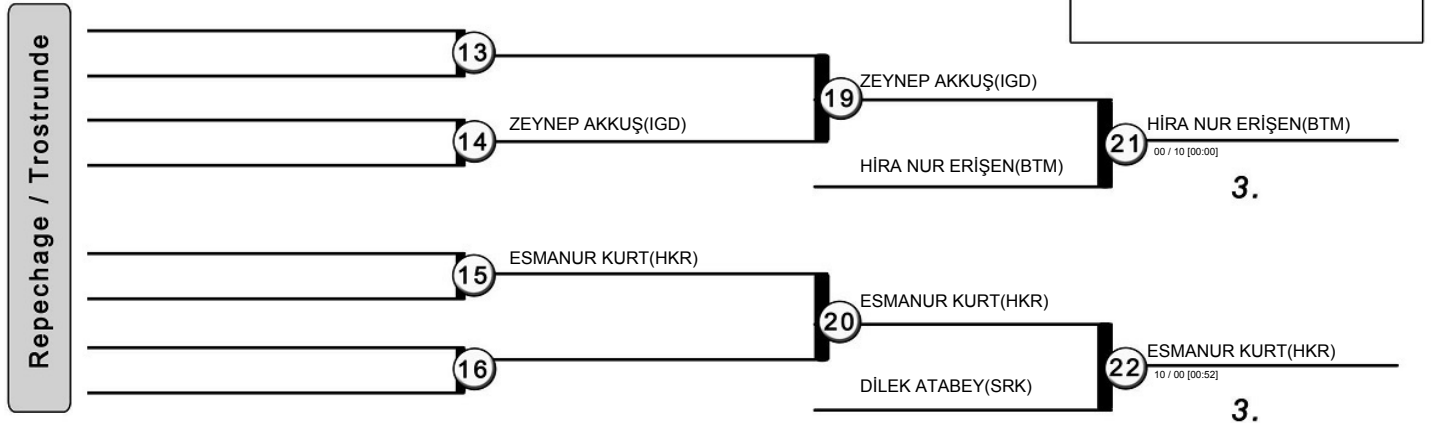 Repechage / Trostrunde
13
14
ZEYNEP AKKUŞ(IGD)
19
ZEYNEP AKKUŞ(IGD)
HİRA NUR ERİŞEN(BTM)
21
HİRA NUR ERİŞEN(BTM)
00 / 10 [00:00]
3.
15
ESMANUR KURT(HKR)
16
20
ESMANUR KURT(HKR)
DİLEK ATABEY(SRK)
22
ESMANUR KURT(HKR)
10 / 00 [00:52]
3.